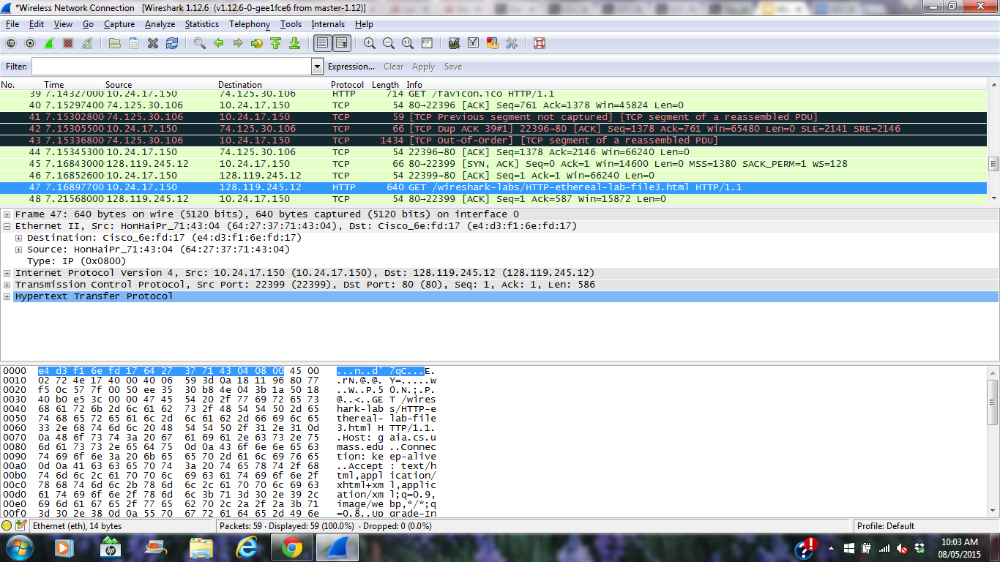 *Wireless Network Connection [Wireshark 1.12.6 (v1.12.6-0-gee1fce6 from master-1.12)]
File Edit View Go Capture Analyze Statistics Telephony Tools Internals Help
Filter: Expression... Clear Apply Save
No. Time Source Destination Protocol Length Info
39 7.14327000 10.24.17.150 74.125.30.106 HTTP 714 GET /favicon.ico HTTP/1.1
40 7.15297400 74.125.30.106 10.24.17.150 TCP 54 80→22396 [ACK] Seq=761 Ack=1378 Win=45824 Len=0
41 7.15302800 74.125.30.106 10.24.17.150 TCP 59 [TCP Previous segment not captured] [TCP segment of a reassembled PDU]
42 7.15305500 10.24.17.150 74.125.30.106 TCP 66 [TCP Dup ACK 39#1] 22396→80 [ACK] Seq=1378 Ack=761 Win=65480 Len=0 SLE=2141 SRE=2146
43 7.15336800 74.125.30.106 10.24.17.150 TCP 1434 [TCP Out-Of-Order] [TCP segment of a reassembled PDU]
44 7.15345300 10.24.17.150 74.125.30.106 TCP 54 22396→80 [ACK] Seq=1378 Ack=2146 Win=66240 Len=0
45 7.16843000 128.119.245.12 10.24.17.150 TCP 66 80→22399 [SYN, ACK] Seq=0 Ack=1 Win=14600 Len=0 MSS=1380 SACK_PERM=1 WS=128
46 7.16852600 10.24.17.150 128.119.245.12 TCP 54 22399→80 [ACK] Seq=1 Ack=1 Win=66240 Len=0
47 7.16897700 10.24.17.150 128.119.245.12 HTTP 640 GET /wireshark-labs/HTTP-ethereal-lab-file3.html HTTP/1.1
48 7.21568000 128.119.245.12 10.24.17.150 TCP 54 80→22399 [ACK] Seq=1 Ack=587 Win=15872 Len=0
Frame 47: 640 bytes on wire (5120 bits), 640 bytes captured (5120 bits) on interface 0
Ethernet II, Src: HonHaiPr_71:43:04 (64:27:37:71:43:04), Dst: Cisco_6e:fd:17 (e4:d3:f1:6e:fd:17)
Destination: Cisco_6e:fd:17 (e4:d3:f1:6e:fd:17)
Source: HonHaiPr_71:43:04 (64:27:37:71:43:04)
Type: IP (0x0800)
Internet Protocol Version 4, Src: 10.24.17.150 (10.24.17.150), Dst: 128.119.245.12 (128.119.245.12)
Transmission Control Protocol, Src Port: 22399 (22399), Dst Port: 80 (80), Seq: 1, Ack: 1, Len: 586
Hypertext Transfer Protocol
0000 e4 d3 f1 6e fd 17 64 27 37 71 43 04 08 00 45 00 ...n..d' 7qC...E.
0010 02 72 4e 17 40 00 40 06 59 3d 0a 18 11 96 80 77 .rN.@.@. Y=.....w
0020 f5 0c 57 7f 00 50 ee 35 30 b8 4e 04 3b 1a 50 18 ..W..P.5 0.N.;.P.
0030 40 b0 e5 3c 00 00 47 45 54 20 2f 77 69 72 65 73 @..<..GE T /wires
0040 68 61 72 6b 2d 6c 61 62 73 2f 48 54 54 50 2d 65 hark-lab s/HTTP-e
0050 74 68 65 72 65 61 6c 2d 6c 61 62 2d 66 69 6c 65 thereal- lab-file
0060 33 2e 68 74 6d 6c 20 48 54 54 50 2f 31 2e 31 0d 3.html H TTP/1.1.
0070 0a 48 6f 73 74 3a 20 67 61 69 61 2e 63 73 2e 75 .Host: g aia.cs.u
0080 6d 61 73 73 2e 65 64 75 0d 0a 43 6f 6e 6e 65 63 mass.edu ..Connec
0090 74 69 6f 6e 3a 20 6b 65 65 70 2d 61 6c 69 76 65 tion: ke ep-alive
00a0 0d 0a 41 63 63 65 70 74 3a 20 74 65 78 74 2f 68 ..Accept : text/h
00b0 74 6d 6c 2c 61 70 70 6c 69 63 61 74 69 6f 6e 2f tml,appl ication/
00c0 78 68 74 6d 6c 2b 78 6d 6c 2c 61 70 70 6c 69 63 xhtml+xm l,applic
00d0 61 74 69 6f 6e 2f 78 6d 6c 3b 71 3d 30 2e 39 2c ation/xm l;q=0.9,
00e0 69 6d 61 67 65 2f 77 65 62 70 2c 2a 2f 2a 3b 71 image/we bp,*/*;q
00f0 3d 30 2e 38 0d 0a 55 70 67 72 61 64 65 2d 49 6e =0.8..Up grade-In
Ethernet (eth), 14 bytes Packets: 59 · Displayed: 59 (100.0%) · Dropped: 0 (0.0%) Profile: Default
10:03 AM
08/05/2015